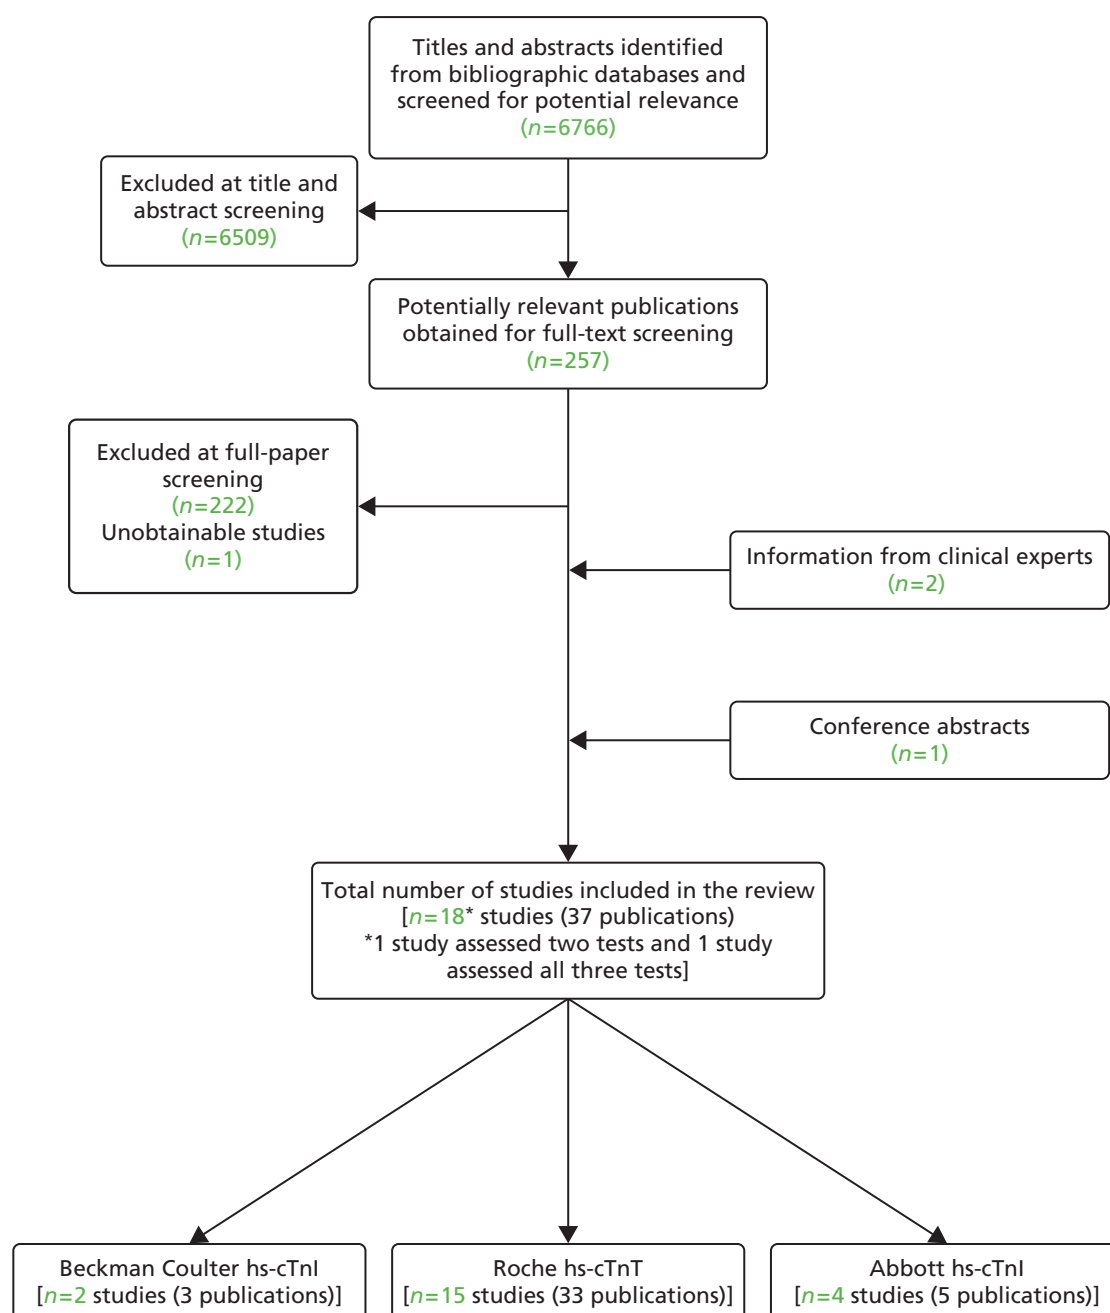 Titles and abstracts identified
from bibliographic databases and
screened for potential relevance
(n=6766)
Excluded at title and
abstract screening
(n=6509)
Potentially relevant publications
obtained for full-text screening
(n=257)
Excluded at full-paper
screening
(n=222)
Unobtainable studies
(n=1)
Information from clinical experts
(n=2)
Conference abstracts
(n=1)
Total number of studies included in the review
[n=18* studies (37 publications)
*1 study assessed two tests and 1 study
assessed all three tests]
Beckman Coulter hs-cTnI
[n=2 studies (3 publications)]
Roche hs-cTnT
[n=15 studies (33 publications)]
Abbott hs-cTnI
[n=4 studies (5 publications)]